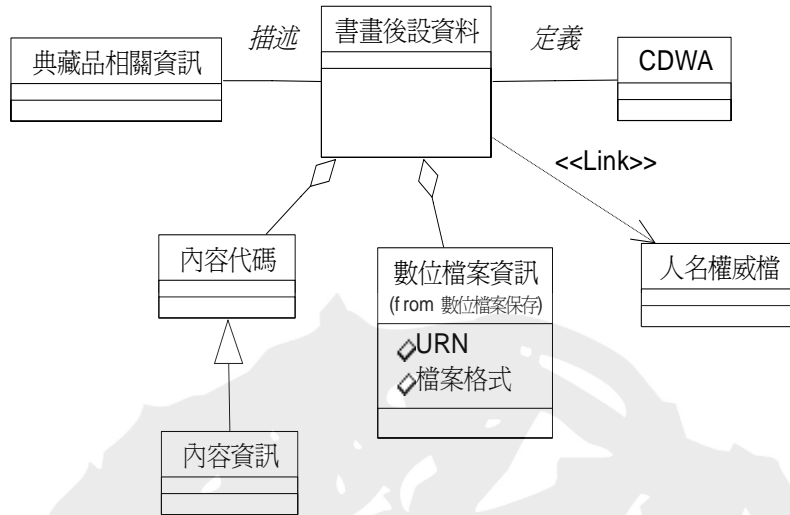 描述
書畫後設資料
定義
典藏品相關資訊
CDWA
<<Link>>
內容代碼
數位檔案資訊
(from 數位檔案保存)
人名權威檔
URN
檔案格式
內容資訊